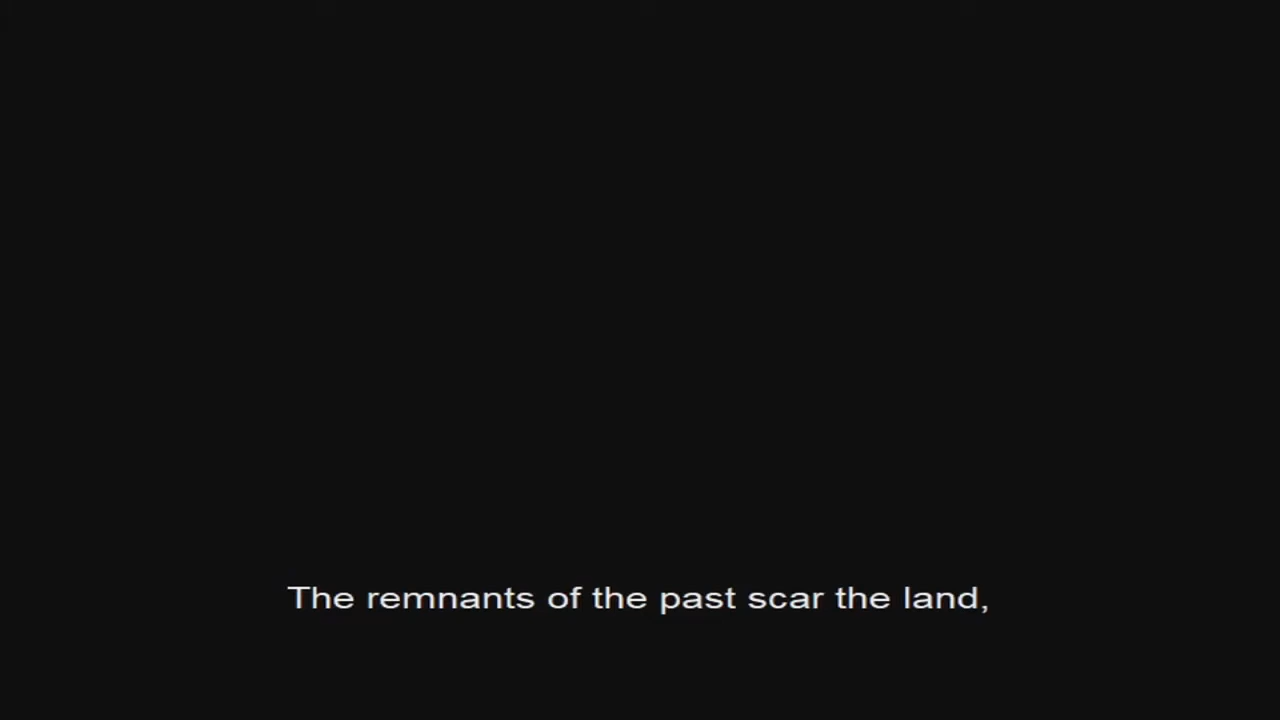 The remnants of the past scar the land,